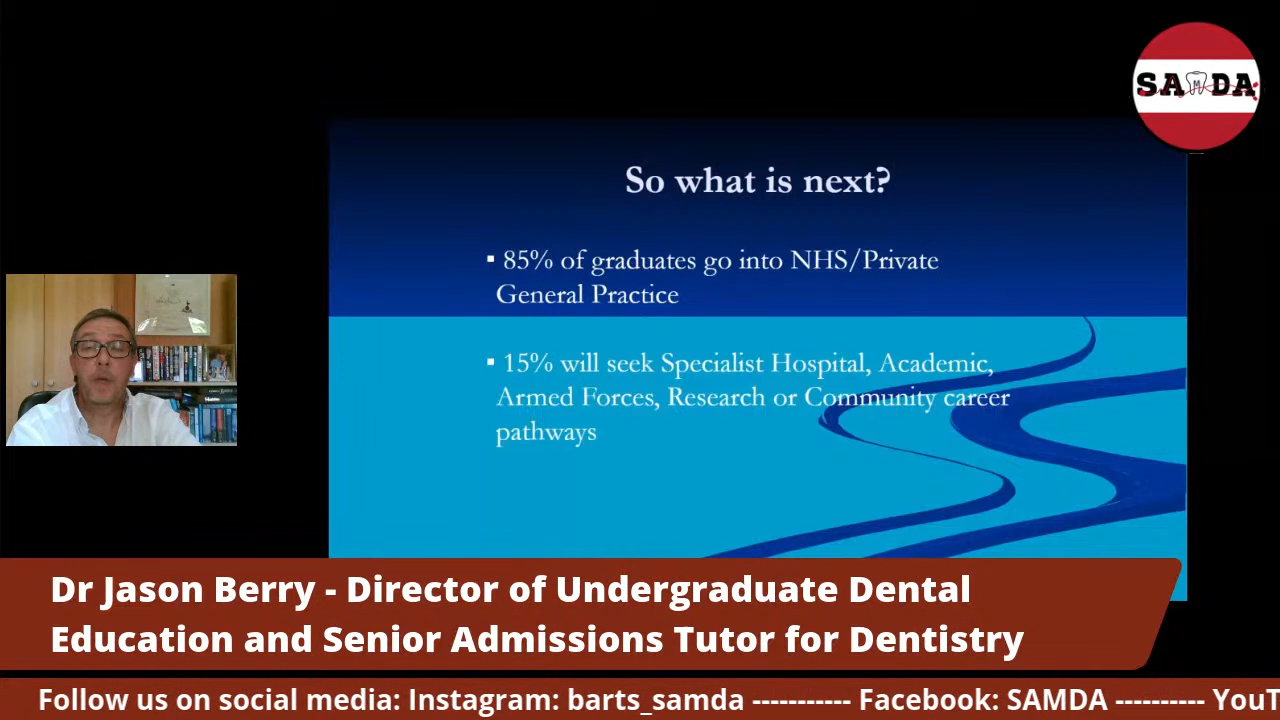 SAMDA
So what is next?
▪ 85% of graduates go into NHS/Private
General Practice
▪ 15% will seek Specialist Hospital, Academic,
Armed Forces, Research or Community career
pathways
Dr Jason Berry - Director of Undergraduate Dental
Education and Senior Admissions Tutor for Dentistry
Follow us on social media: Instagram: barts_samda ----------- Facebook: SAMDA ---------- YouT